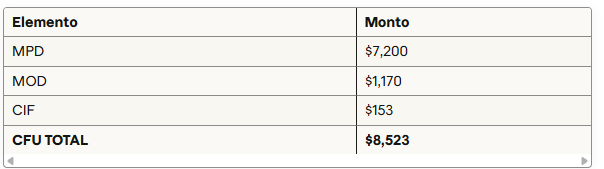 Elemento Monto
MPD $7,200
MOD $1,170
CIF $153
CFU TOTAL $8,523